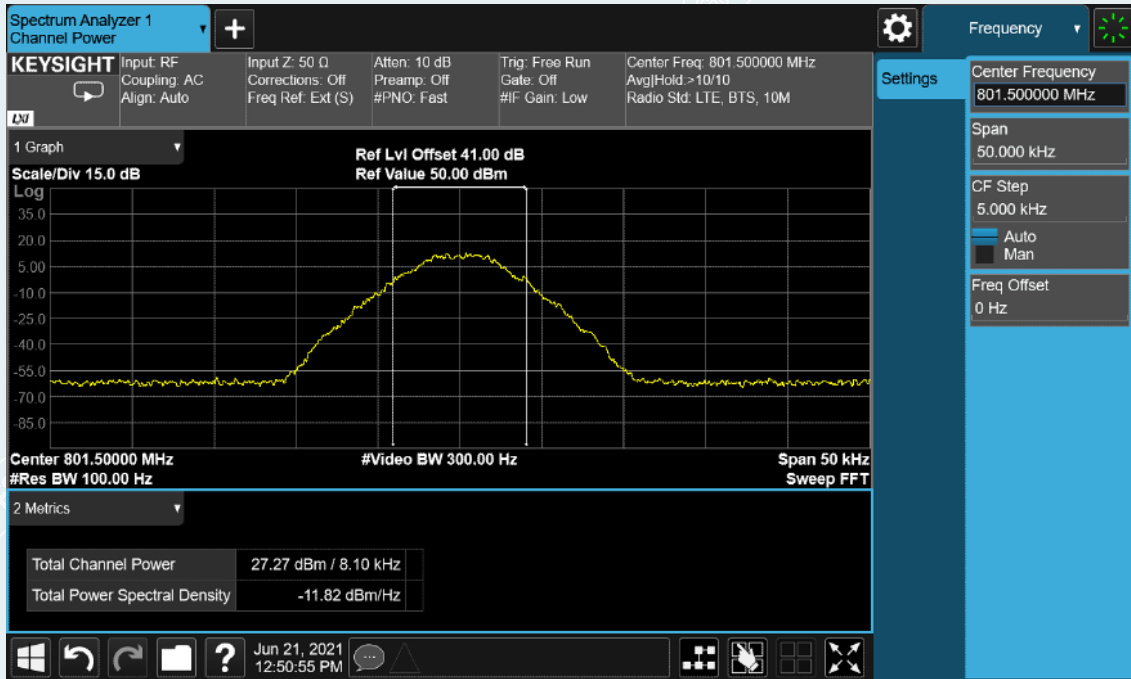 Spectrum Analyzer 1
Channel Power
Frequency
KEYSIGHT
LXI
Input: RF
Coupling: AC
Align: Auto
Input Z: 50 Ω
Corrections: Off
Freq Ref: Ext (S)
Atten: 10 dB
Preamp: Off
#PNO: Fast
Trig: Free Run
Gate: Off
#IF Gain: Low
Center Freq: 801.500000 MHz
Avg|Hold:>10/10
Radio Std: LTE, BTS, 10M
Settings
Center Frequency
801.500000 MHz
Span
50.000 kHz
CF Step
5.000 kHz
Auto
Man
Freq Offset
0 Hz
1 Graph
Scale/Div 15.0 dB
Ref Lvl Offset 41.00 dB
Ref Value 50.00 dBm
Log
35.0
20.0
5.00
-10.0
-25.0
-40.0
-55.0
-70.0
-85.0
Center 801.50000 MHz
#Video BW 300.00 Hz
Span 50 kHz
#Res BW 100.00 Hz
Sweep FFT
2 Metrics
Total Channel Power 27.27 dBm / 8.10 kHz
Total Power Spectral Density -11.82 dBm/Hz
?
Jun 21, 2021
12:50:55 PM